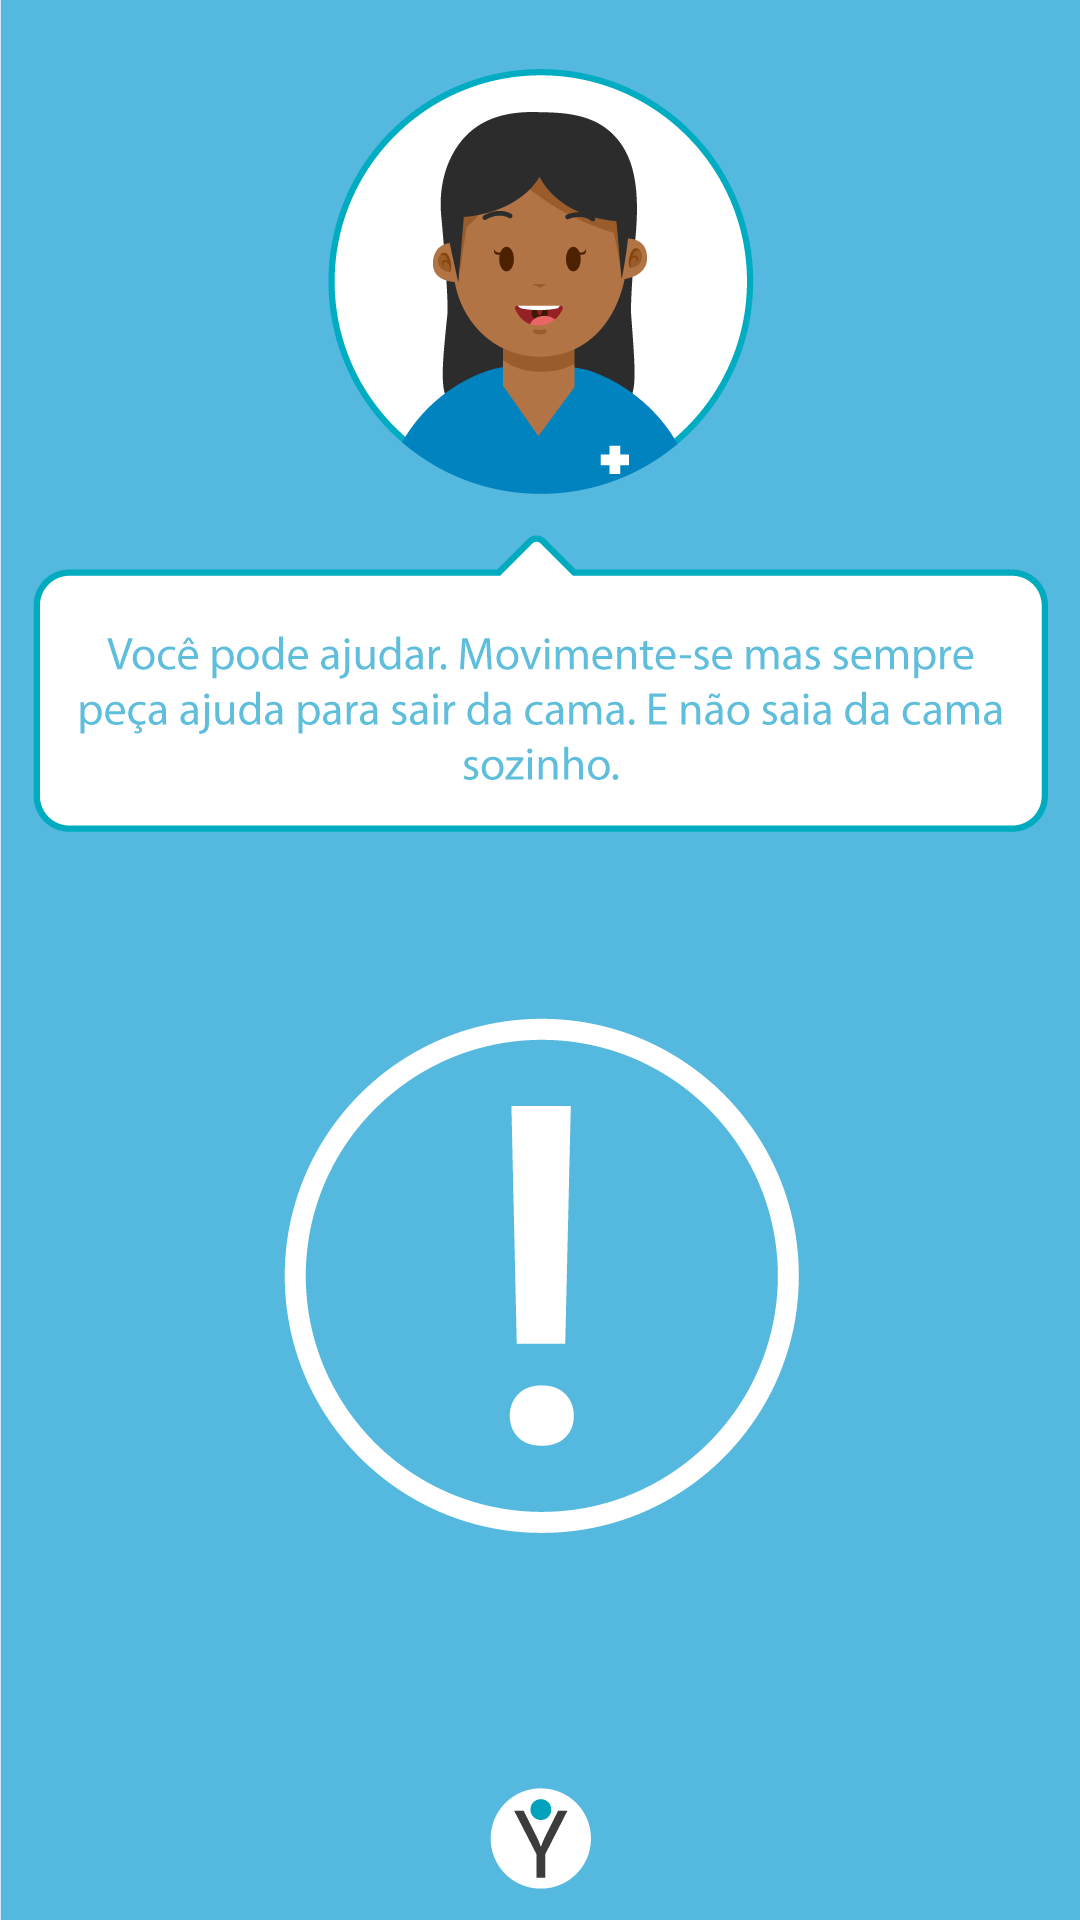 Você pode ajudar. Movimente-se mas sempre
peça ajuda para sair da cama. E não saia da cama
sozinho.
!
Y